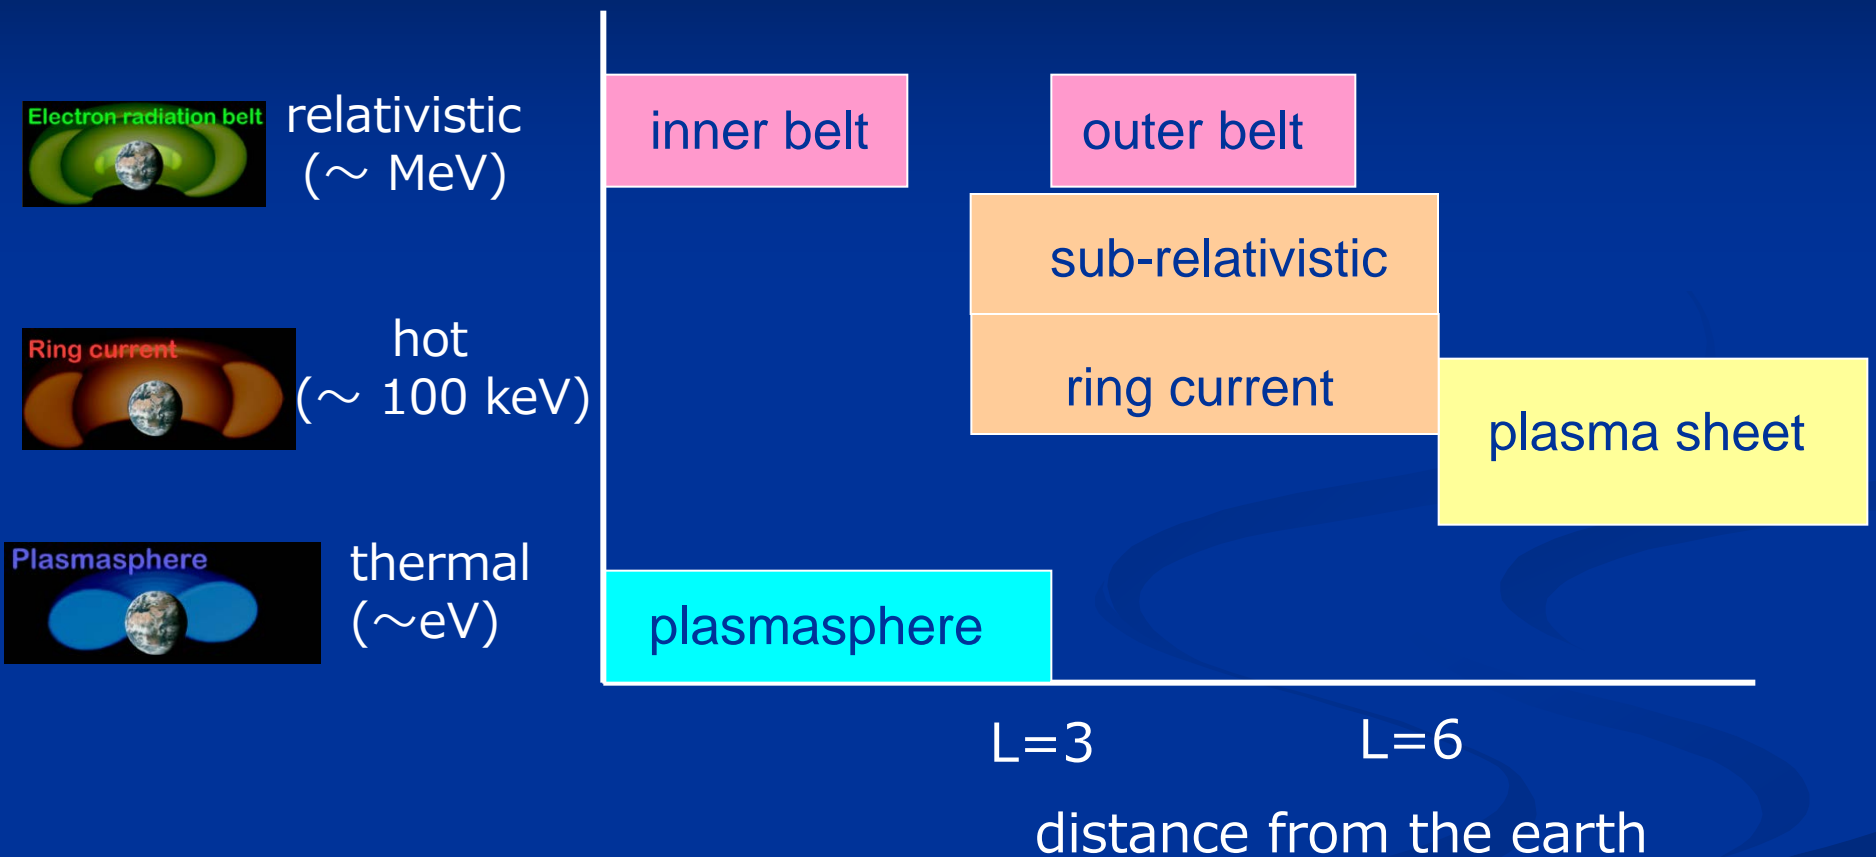 Electron radiation belt
relativistic
(～ MeV)
inner belt
outer belt
sub-relativistic
Ring current
hot
(～ 100 keV)
ring current
plasma sheet
Plasmasphere
thermal
(～eV)
plasmasphere
L=3
L=6
distance from the earth